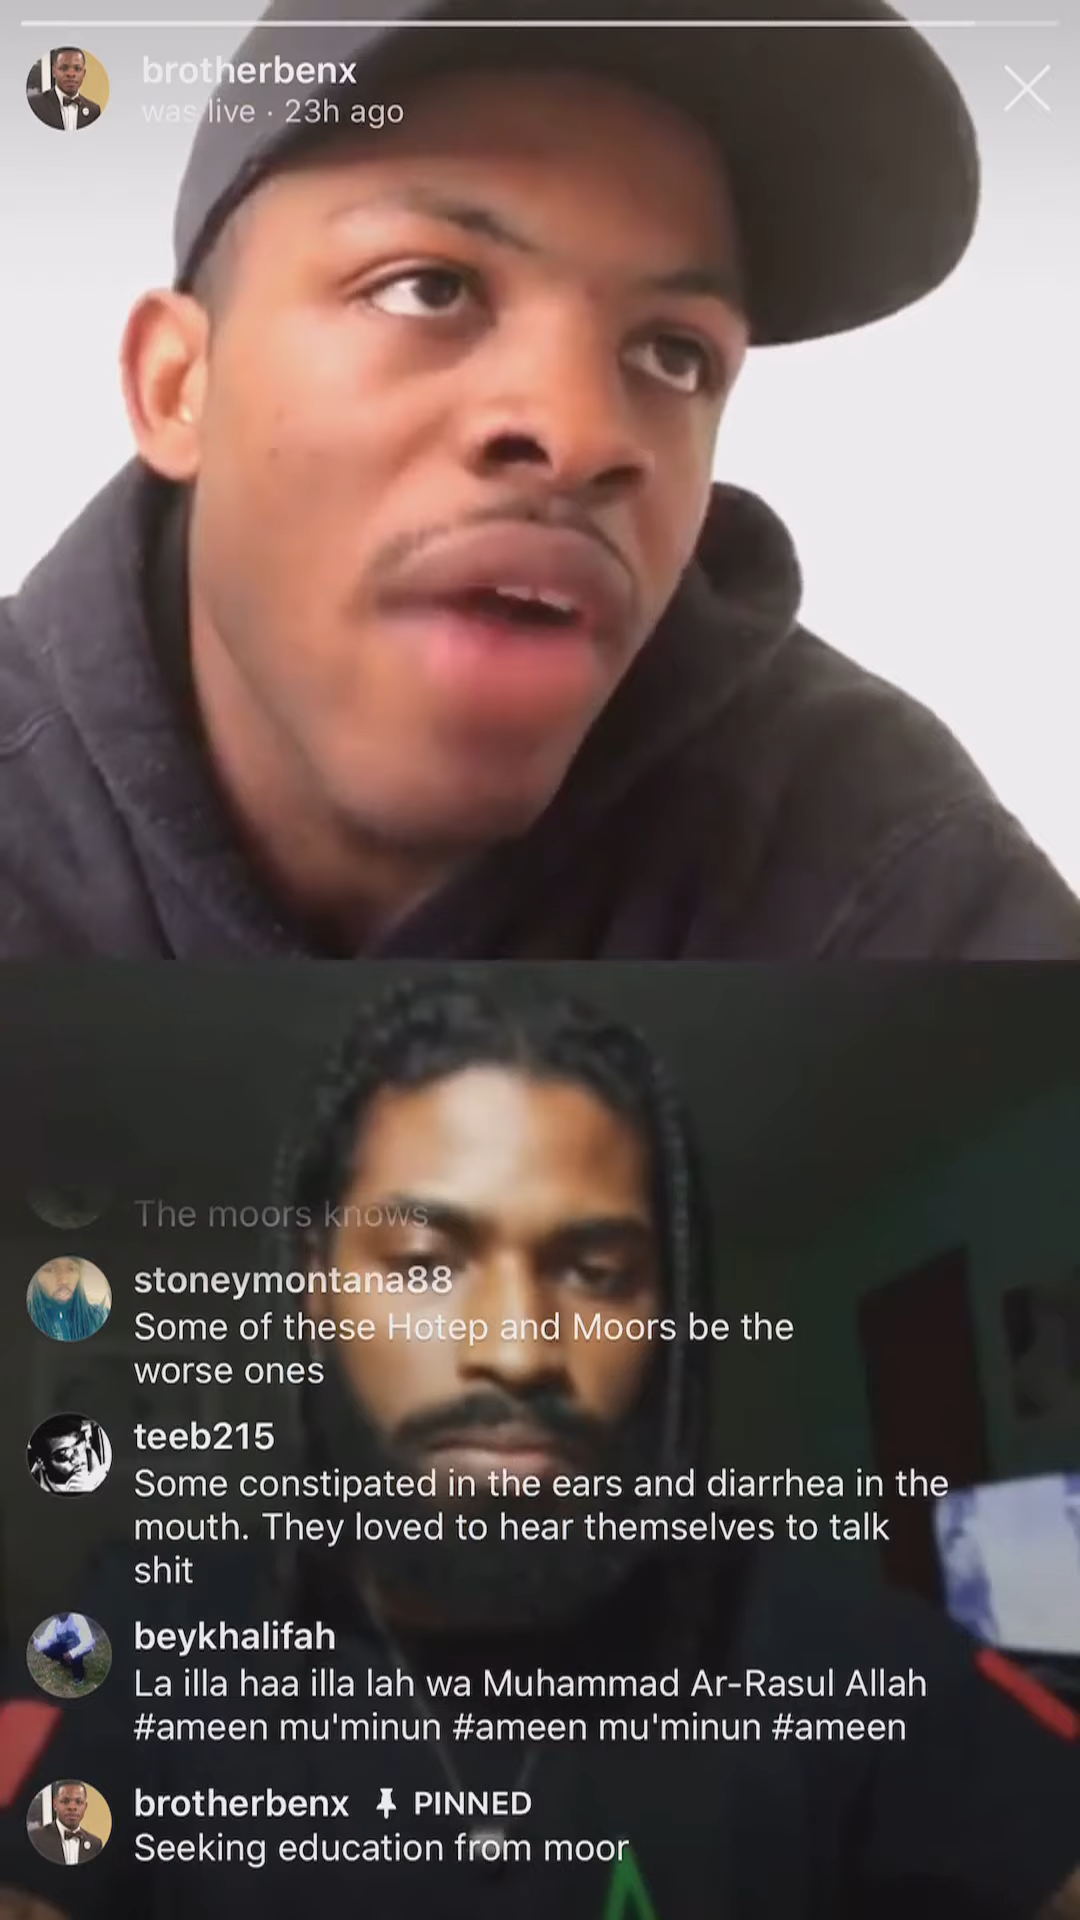 brotherbenx
was live · 23h ago
The moors knows
stoneymontana88
Some of these Hotep and Moors be the
worse ones
teeb215
Some constipated in the ears and diarrhea in the
mouth. They loved to hear themselves to talk
shit
beykhalifah
La illa haa illa lah wa Muhammad Ar-Rasul Allah
#ameen mu'minun #ameen mu'minun #ameen
brotherbenx PINNED
Seeking education from moor